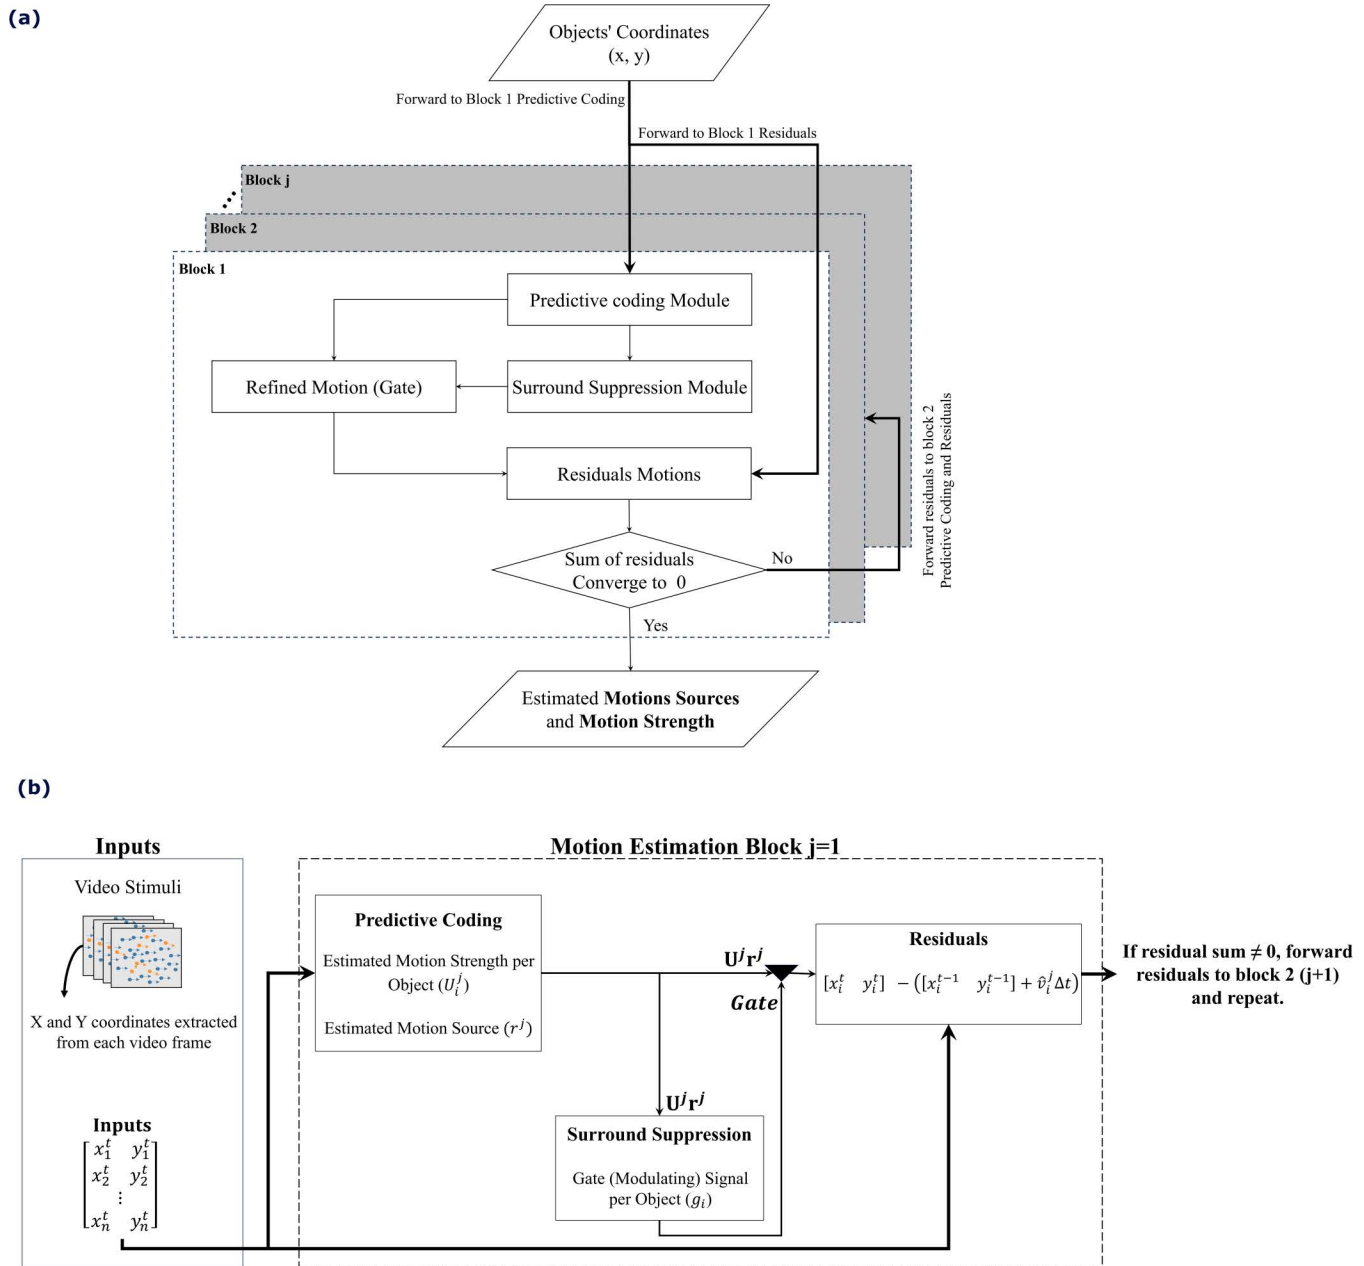 (a)
Objects' Coordinates
(x, y)
Forward to Block 1 Predictive Coding
Forward to Block 1 Residuals
Block j
Block 2
Block 1
Predictive coding Module
Refined Motion (Gate)
Surround Suppression Module
Residuals Motions
Sum of residuals
Converge to 0
No
Yes
Forward residuals to block 2
Predictive Coding and Residuals
Estimated Motions Sources
and Motion Strength
(b)
Inputs
Video Stimuli
X and Y coordinates extracted
from each video frame
Inputs
[x_1^t y_1^t
x_2^t y_2^t
⋮
x_n^t y_n^t]
Motion Estimation Block j=1
Predictive Coding
Estimated Motion Strength per
Object (U_i^j)
Estimated Motion Source (r^j)
U^j r^j
Gate
U^j r^j
Surround Suppression
Gate (Modulating) Signal
per Object (g_i)
Residuals
[x_i^t y_i^t] − ([x_i^{t−1} y_i^{t−1}] + v̂_i^j Δt)
If residual sum ≠ 0, forward
residuals to block 2 (j+1)
and repeat.